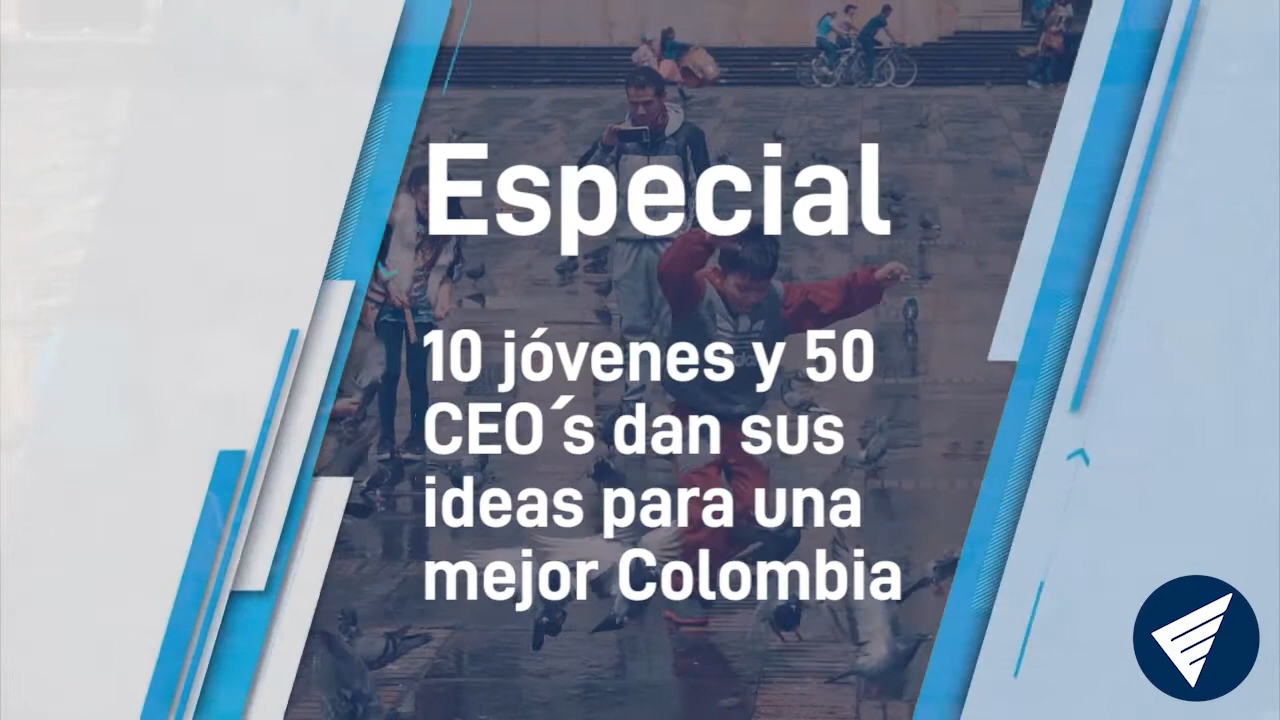 Especial
10 jóvenes y 50
CEO´s dan sus
ideas para una
mejor Colombia